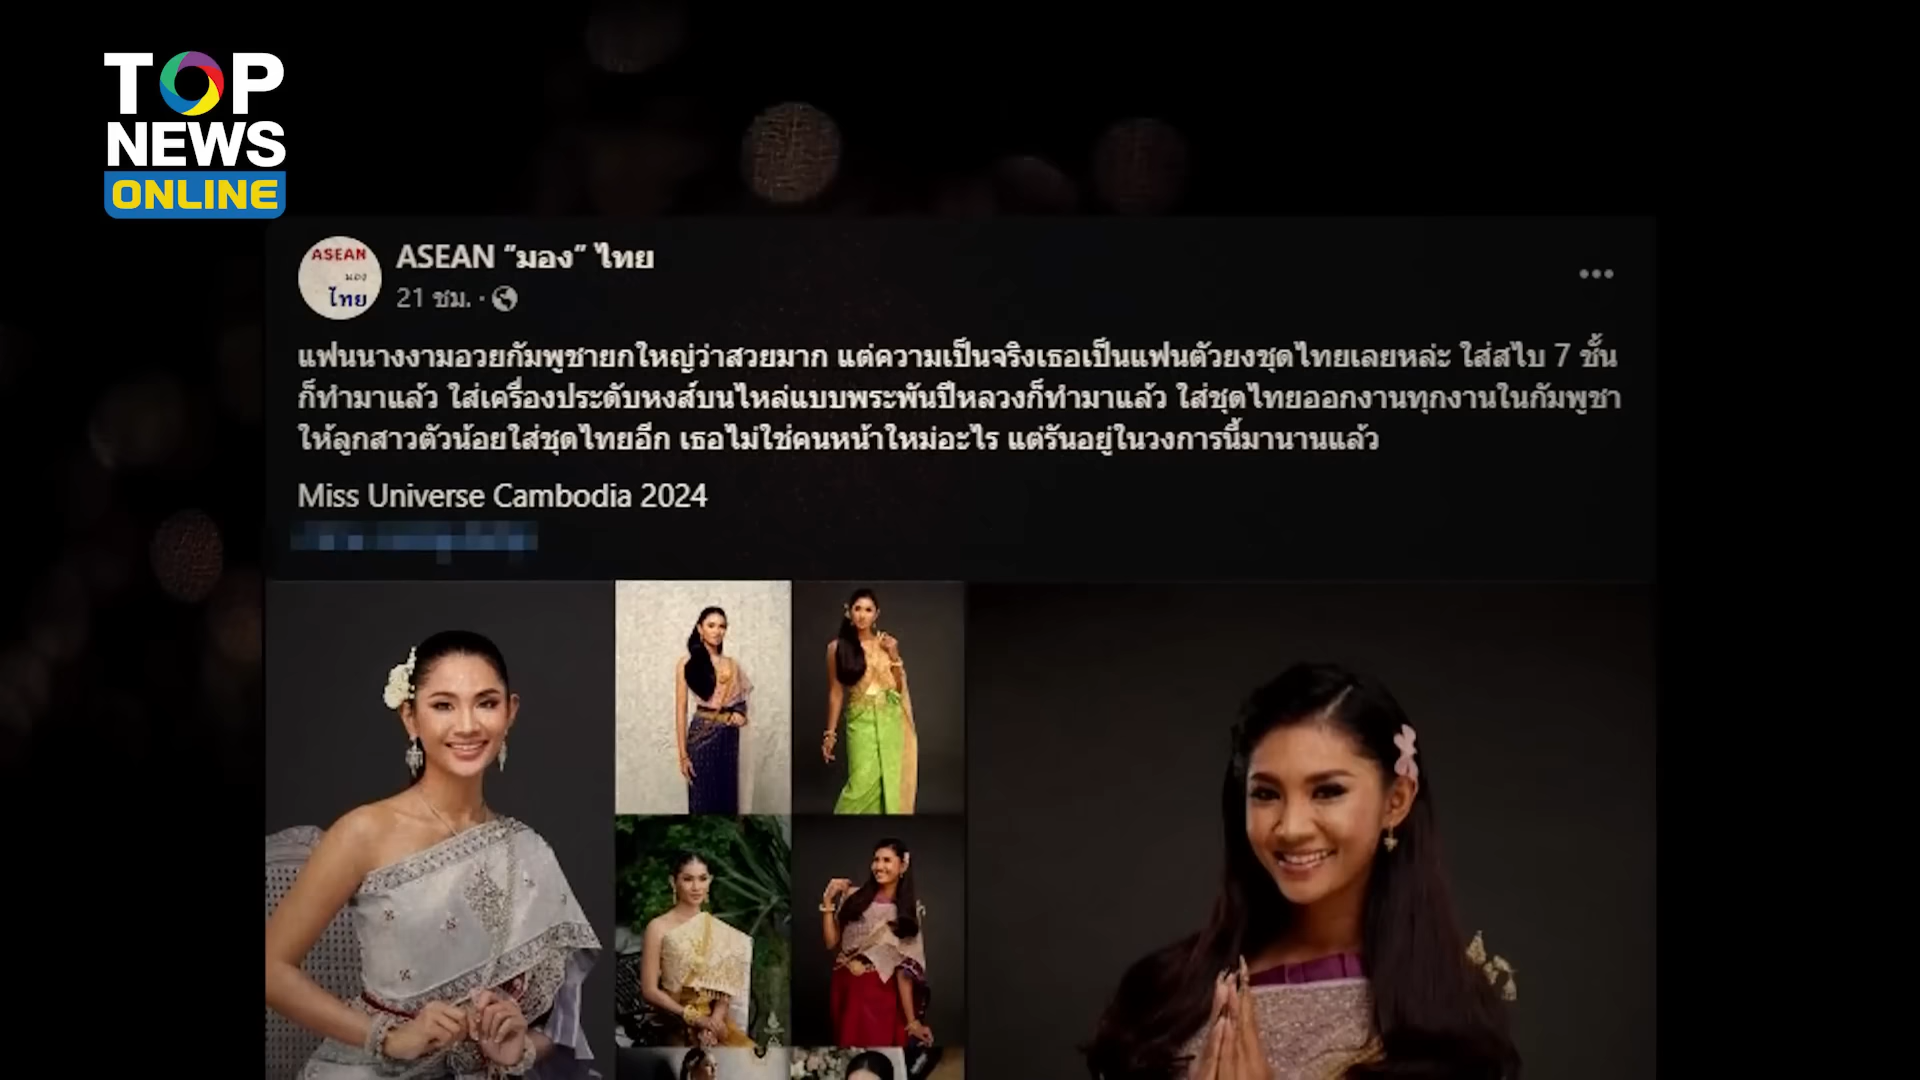 TOP
NEWS
ONLINE
ASEAN
มอง
ไทย
ASEAN “มอง” ไทย
21 ชม. ·
แฟนนางงามอวยกัมพูชายกใหญ่ว่าสวยมาก แต่ความเป็นจริงเธอเป็นแฟนตัวยงชุดไทยเลยหล่ะ ใส่สไบ 7 ชั้น
ก็ทำมาแล้ว ใส่เครื่องประดับหงส์บนไหล่แบบพระพันปีหลวงก็ทำมาแล้ว ใส่ชุดไทยออกงานทุกงานในกัมพูชา
ให้ลูกสาวตัวน้อยใส่ชุดไทยอีก เธอไม่ใช่คนหน้าใหม่อะไร แต่รันอยู่ในวงการนี้มานานแล้ว
Miss Universe Cambodia 2024